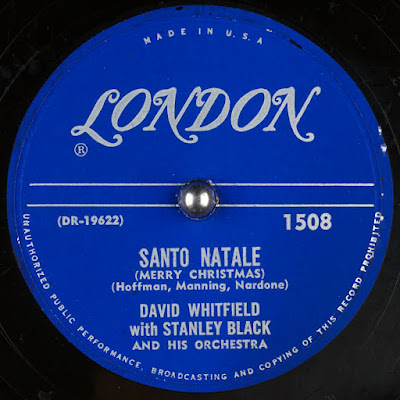 MADE IN U.S.A
LONDON
®
(DR-19622)
1508
SANTO NATALE
(MERRY CHRISTMAS)
(Hoffman, Manning, Nardone)
DAVID WHITFIELD
with STANLEY BLACK
AND HIS ORCHESTRA
UNAUTHORIZED PUBLIC PERFORMANCE, BROADCASTING AND COPYING OF THIS RECORD PROHIBITED